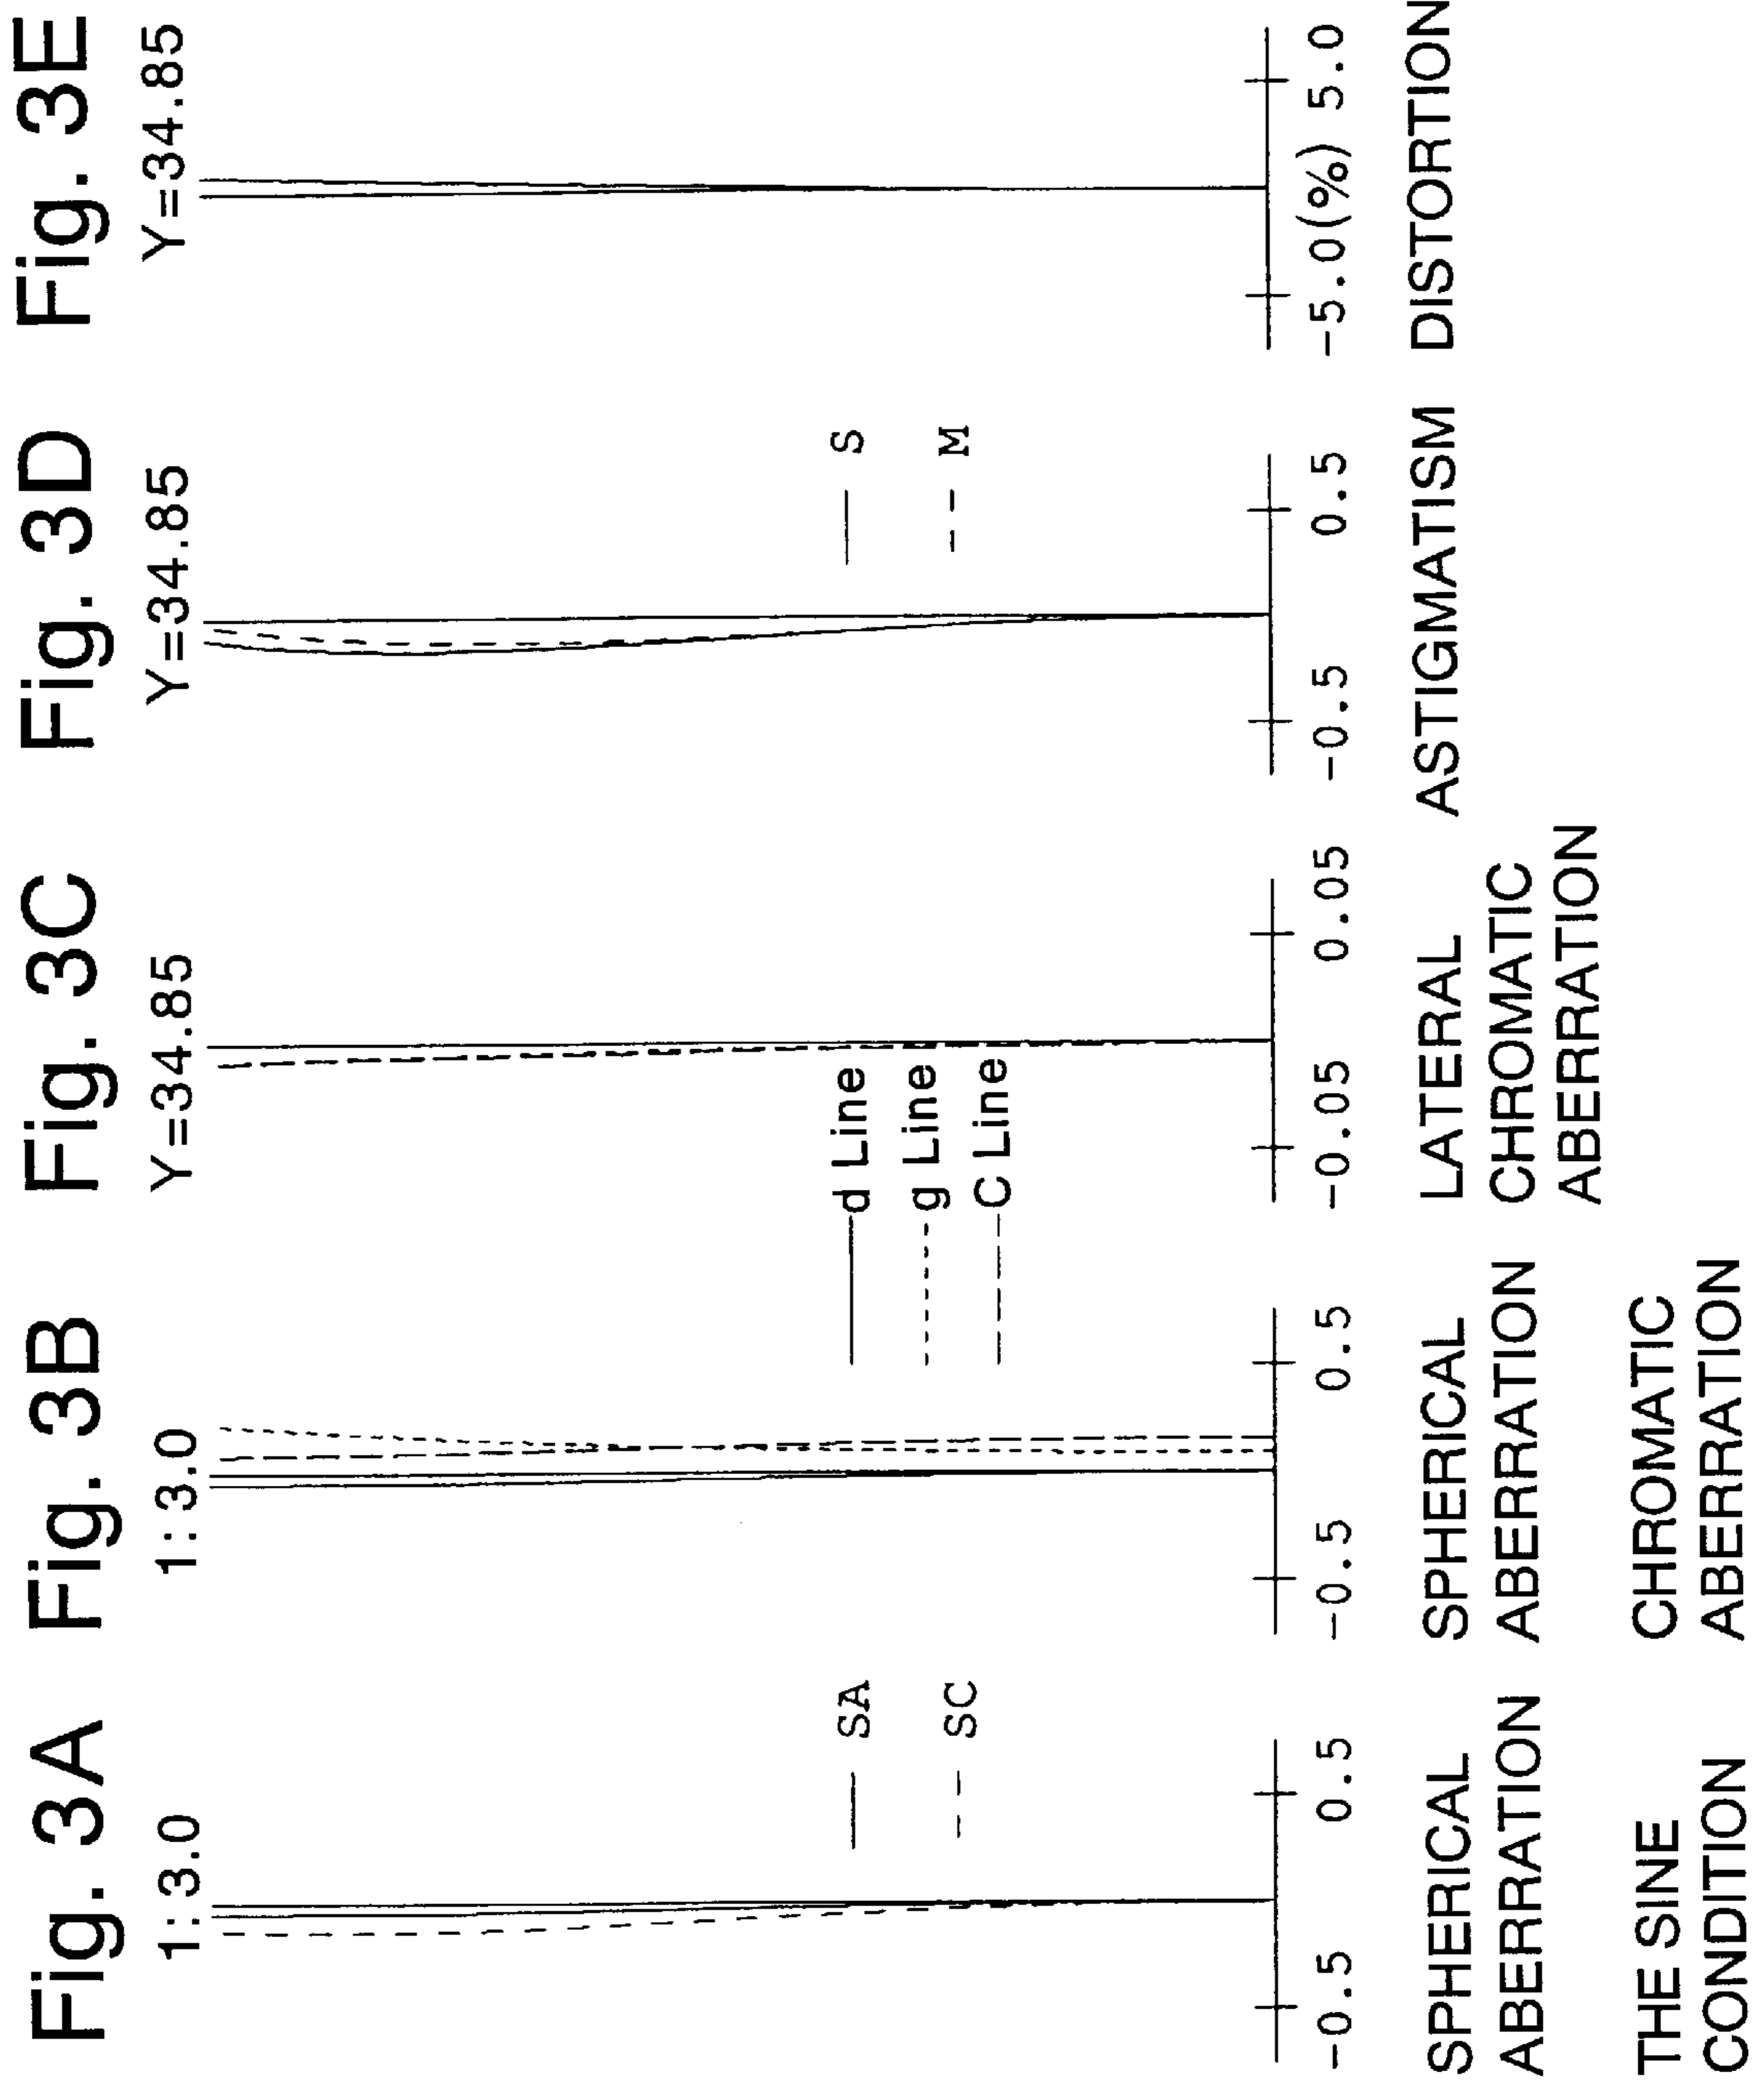 Fig. 3A
1:3.0
SA
SC
-0.5 0.5
SPHERICAL
ABERRATION
THE SINE
CONDITION
Fig. 3B
1:3.0
d Line
g Line
C Line
-0.5 0.5
SPHERICAL
ABERRATION
CHROMATIC
ABERRATION
Fig. 3C
Y=34.85
-0.05 0.05
LATERAL
CHROMATIC
ABERRATION
Fig. 3D
Y=34.85
S
M
-0.5 0.5
ASTIGMATISM
Fig. 3E
Y=34.85
-5.0(%) 5.0
DISTORTION